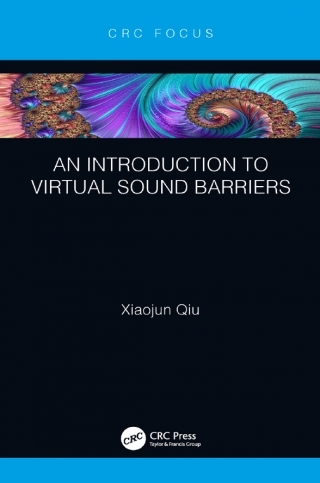 CRC FOCUS
AN INTRODUCTION TO
VIRTUAL SOUND BARRIERS
Xiaojun Qiu
CRC
CRC Press
Taylor & Francis Group